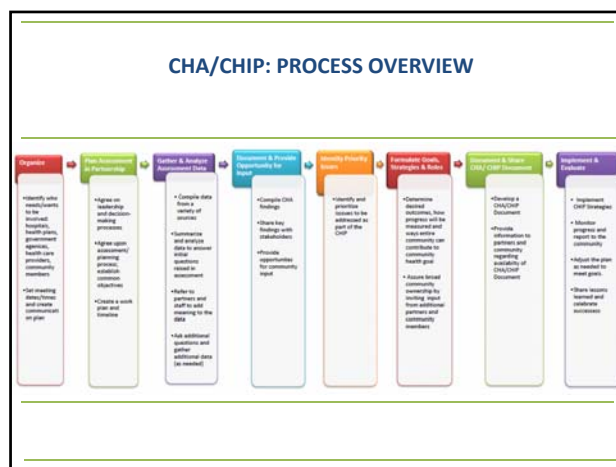 CHA/CHIP: PROCESS OVERVIEW
Organize
•Identify who
needs/wants to
be involved:
hospitals,
health plans,
government
agencies,
health care
providers,
community
members
•Set meeting
dates/times
and create
communicati
on plan
Plan Assessment
in Partnership
•Agree on
leadership and
decision-
making
processes
•Agree upon
assessment/
planning
process;
establish
common
objectives
•Create a work
plan and
timeline
Gather & Analyze
Assessment Data
• Compile data
from a
variety of
sources
•Summarize
and analyze
data to answer
initial
questions
raised in
assessment
•Refer to
partners and
staff to add
meaning to the
data
•Ask additional
questions and
gather
additional data
(as needed)
Document & Provide
Opportunity for
Input
•Compile CHA
findings
•Share key
findings with
stakeholders
•Provide
opportunities
for community
input
Identify Priority
Issues
•Identify and
prioritize
issues to be
addressed as
part of the
CHIP
Formulate Goals,
Strategies & Roles
•Determine
desired
outcomes, how
progress will be
measured and
ways entire
community can
contribute to
community
health goal
• Assure broad
community
ownership by
inviting input
from additional
partners and
community
members
Document & Share
CHA/ CHIP Document
•Develop a
CHA/CHIP
Document
•Provide
information to
partners and
community
regarding
availability of
CHA/CHIP
Document
Implement &
Evaluate
• Implement
CHIP Strategies
• Monitor
progress and
report to the
community
•Adjust the plan
as needed to
meet goals.
•Share lessons
learned and
celebrate
successes